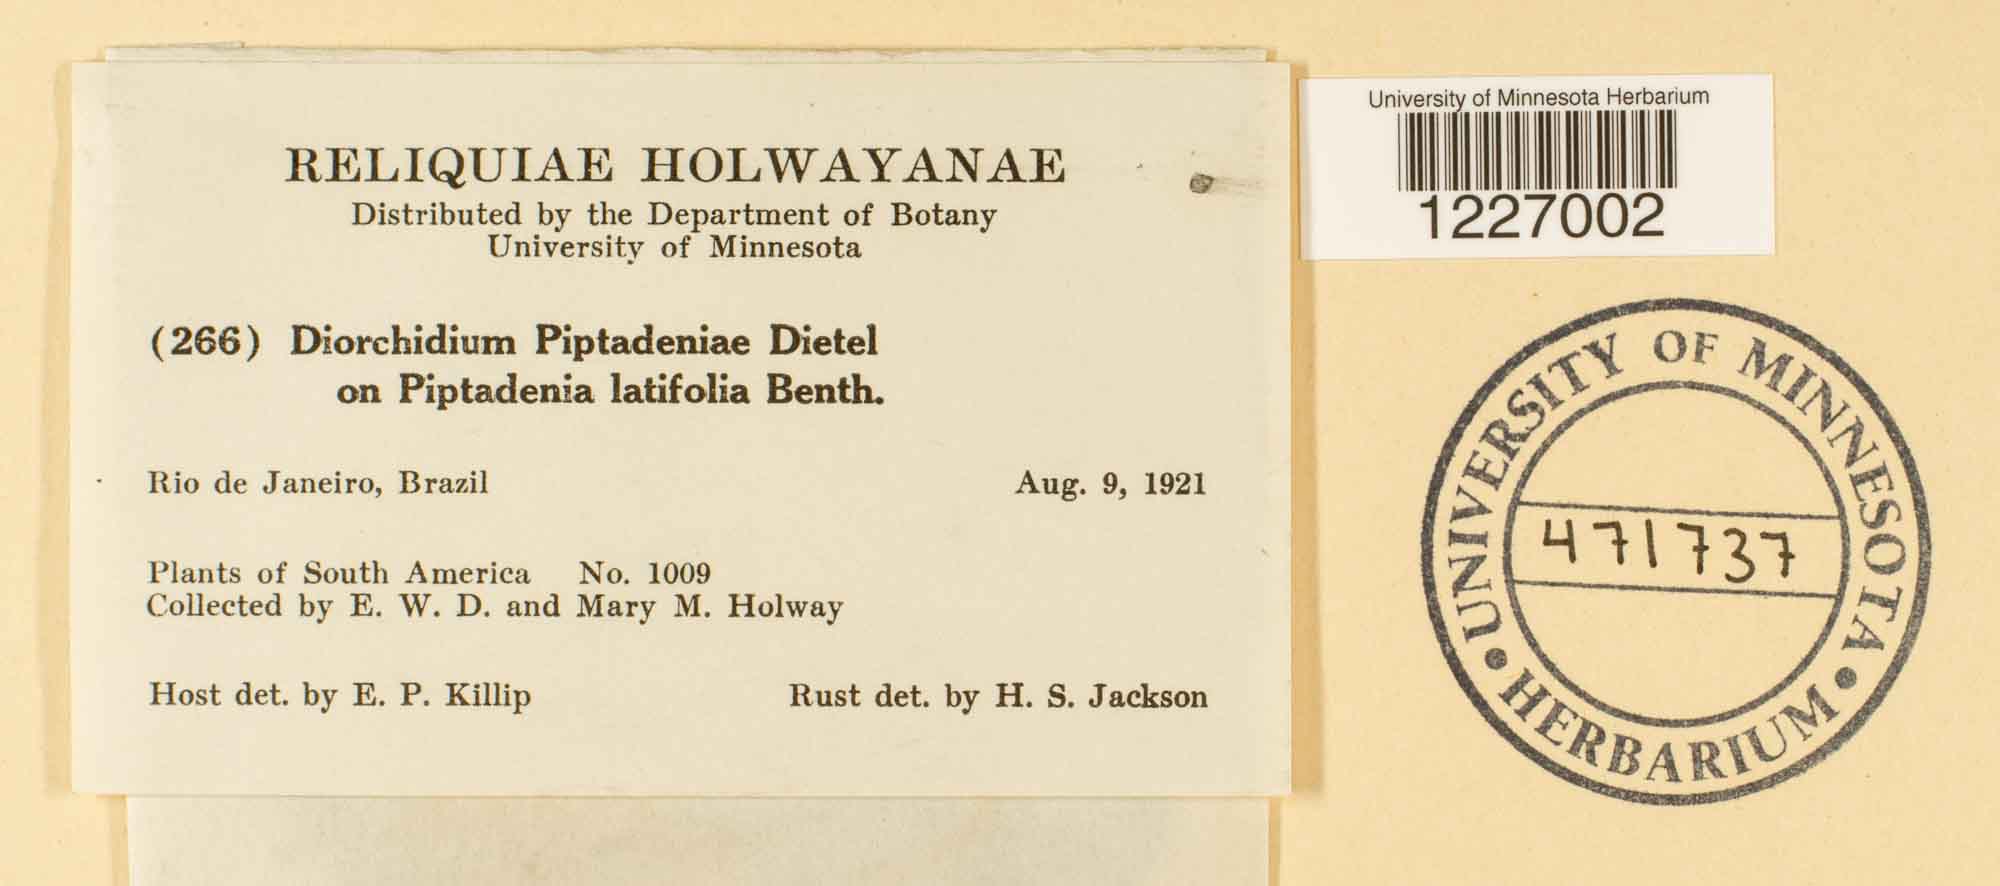 RELIQUIAE HOLWAYANAE
Distributed by the Department of Botany
University of Minnesota
(266) Diorchidium Piptadeniae Dietel
on Piptadenia latifolia Benth.
Rio de Janeiro, Brazil Aug. 9, 1921
Plants of South America No. 1009
Collected by E. W. D. and Mary M. Holway
Host det. by E. P. Killip Rust det. by H. S. Jackson
University of Minnesota Herbarium
1227002
UNIVERSITY OF MINNESOTA
471737
• HERBARIUM •